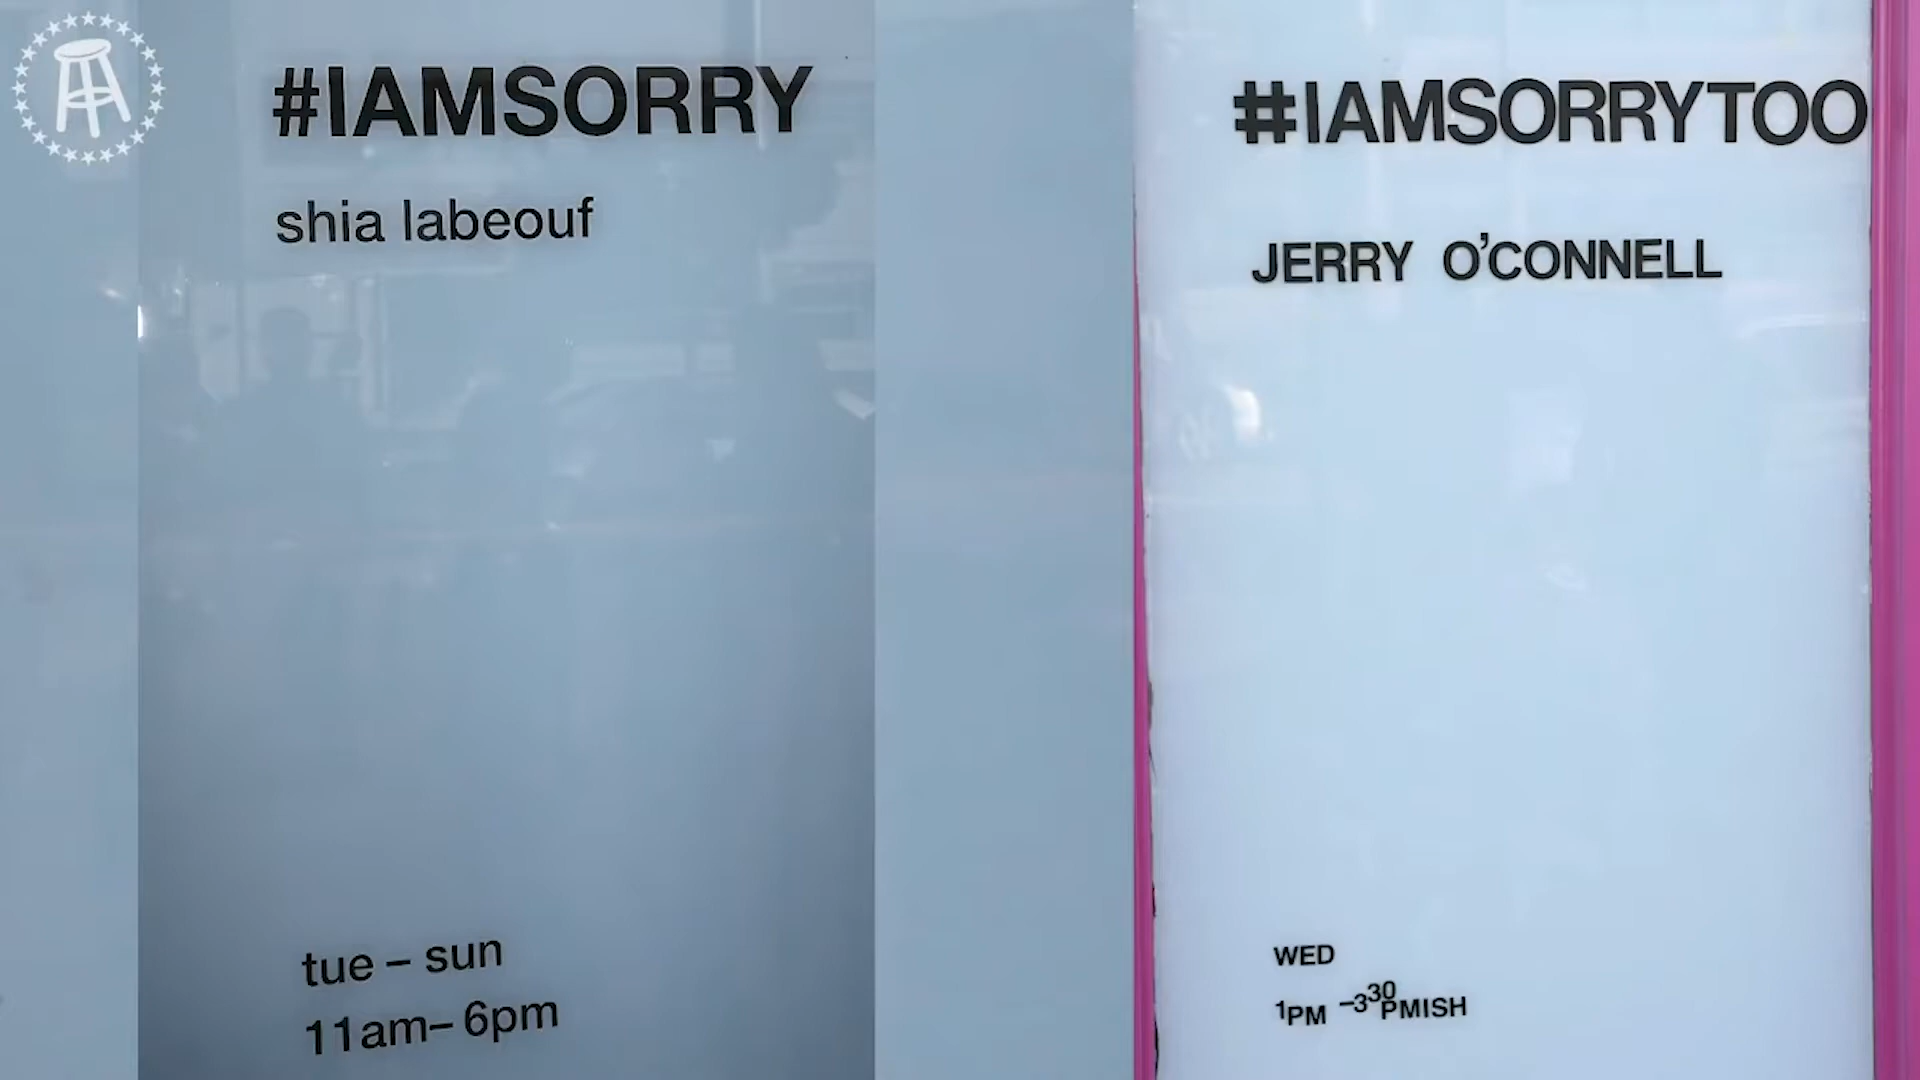 #IAMSORRY
shia labeouf
tue – sun
11am– 6pm
#IAMSORRYTOO
JERRY O'CONNELL
WED
1PM –330PMISH